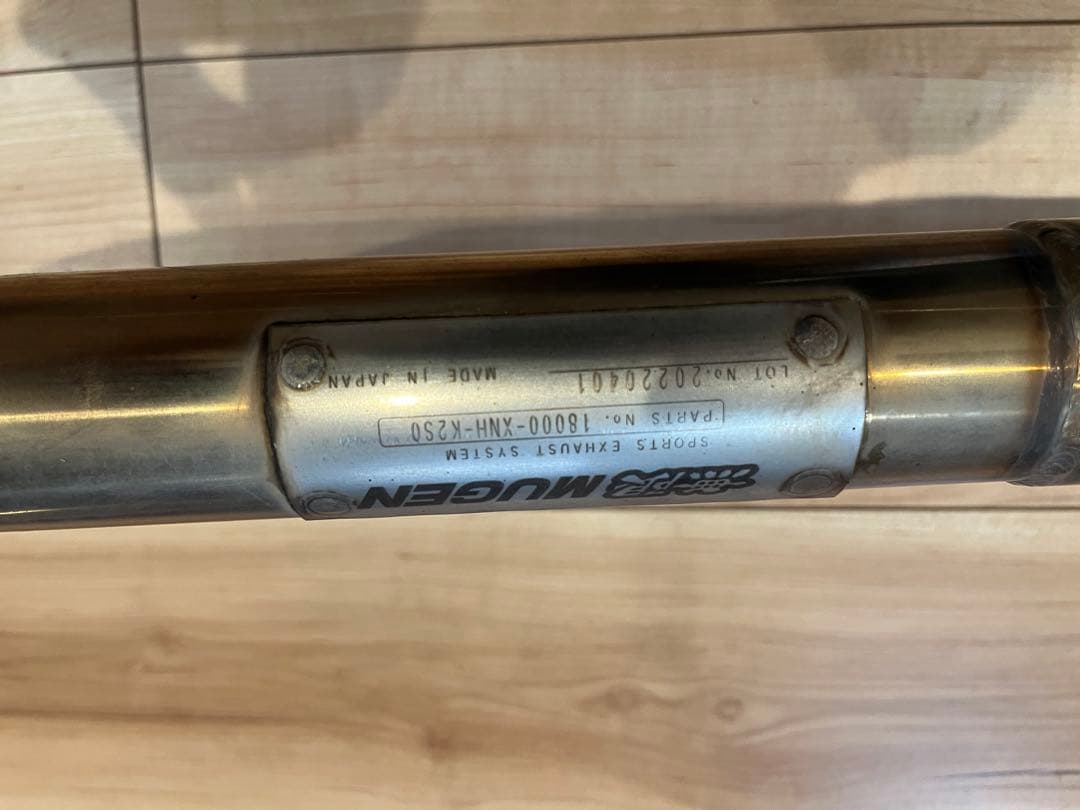 MUGEN
SPORTS EXHAUST SYSTEM
PARTS No. 18000-XNH-K2S0
LOT No.20220401 MADE IN JAPAN